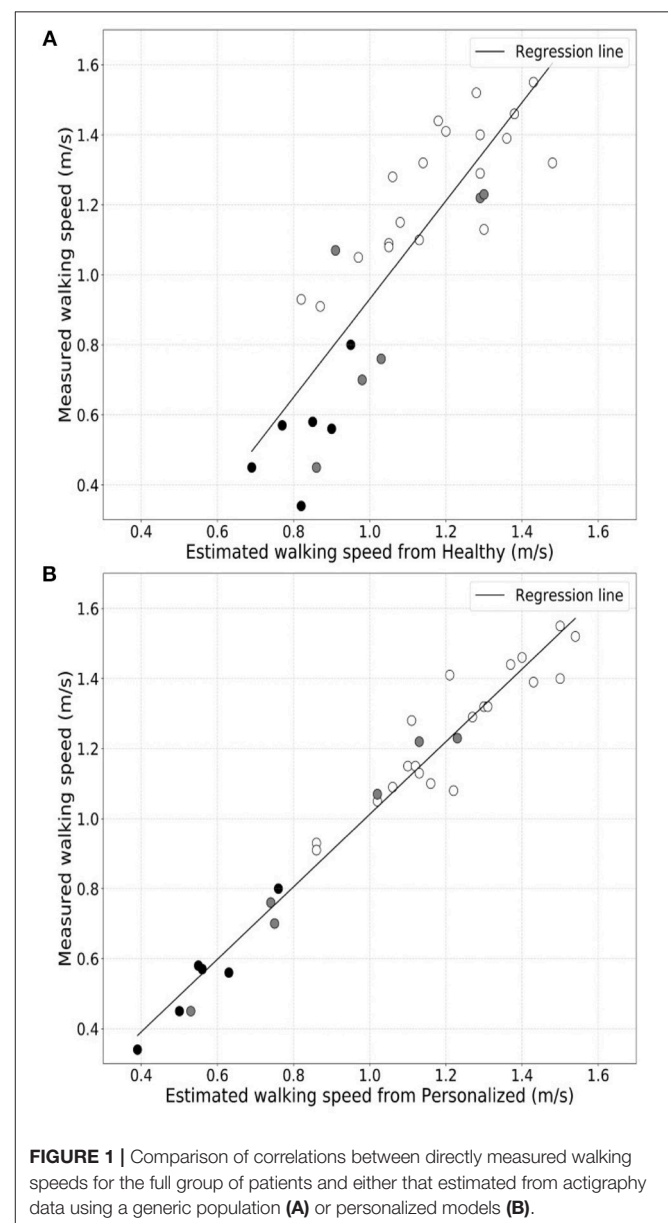 A
Regression line
1.6
1.4
1.2
1.0
0.8
0.6
0.4
Measured walking speed (m/s)
0.4 0.6 0.8 1.0 1.2 1.4 1.6
Estimated walking speed from Healthy (m/s)
B
Regression line
1.6
1.4
1.2
1.0
0.8
0.6
0.4
Measured walking speed (m/s)
0.4 0.6 0.8 1.0 1.2 1.4 1.6
Estimated walking speed from Personalized (m/s)
FIGURE 1 | Comparison of correlations between directly measured walking
speeds for the full group of patients and either that estimated from actigraphy
data using a generic population (A) or personalized models (B).